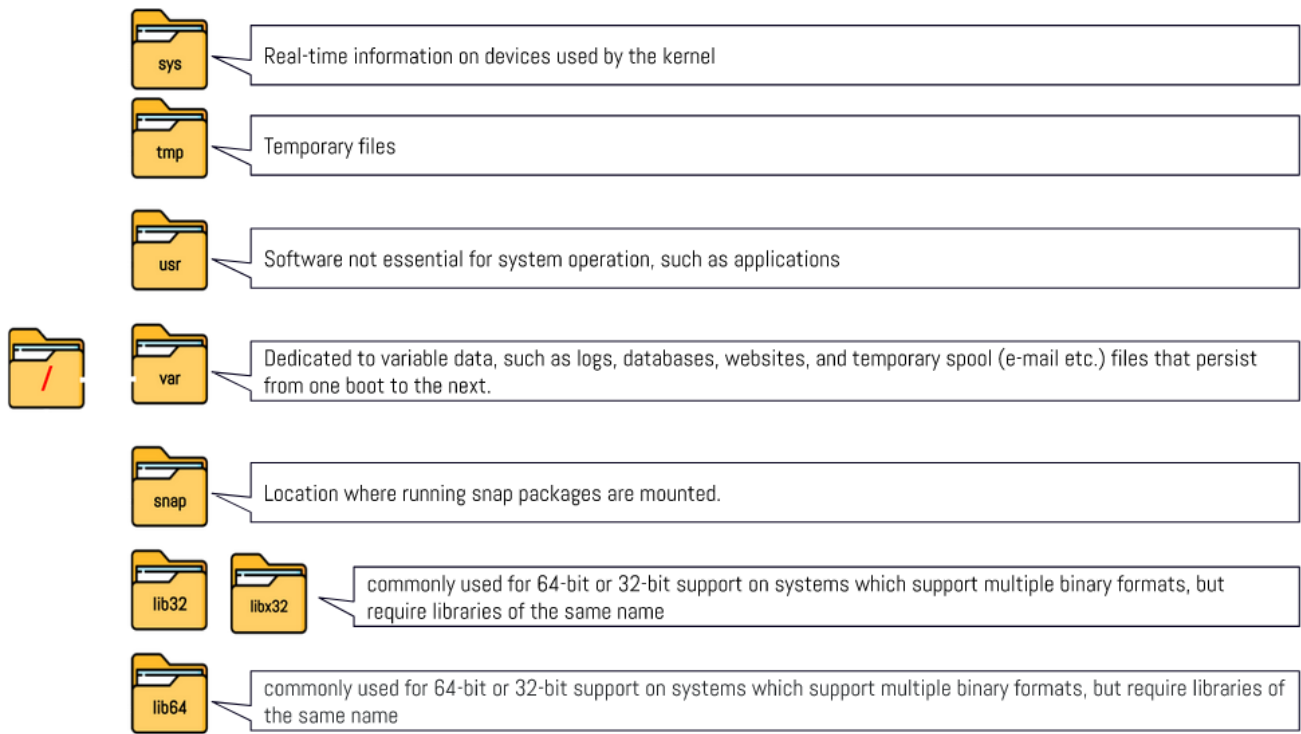 sys
Real-time information on devices used by the kernel
tmp
Temporary files
usr
Software not essential for system operation, such as applications
/
var
Dedicated to variable data, such as logs, databases, websites, and temporary spool (e-mail etc.) files that persist
from one boot to the next.
snap
Location where running snap packages are mounted.
lib32
libx32
commonly used for 64-bit or 32-bit support on systems which support multiple binary formats, but
require libraries of the same name
lib64
commonly used for 64-bit or 32-bit support on systems which support multiple binary formats, but require libraries of
the same name